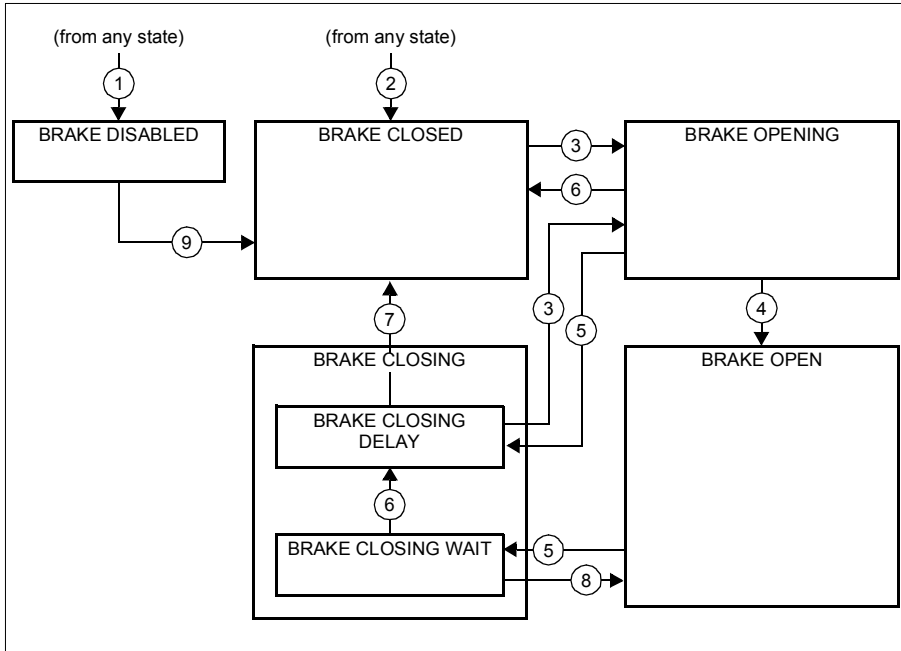 (from any state)
(from any state)
1
2
BRAKE DISABLED
BRAKE CLOSED
BRAKE OPENING
3
6
9
7
3
5
4
BRAKE CLOSING
BRAKE OPEN
BRAKE CLOSING
DELAY
6
BRAKE CLOSING WAIT
5
8